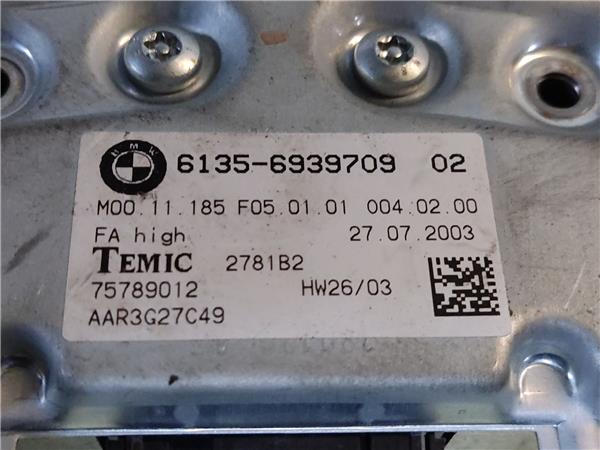 BMW
6135-6939709 02
M00.11.185 F05.01.01 004.02.00
FA high 27.07.2003
TEMIC 2781B2
75789012 HW26/03
AAR3G27C49